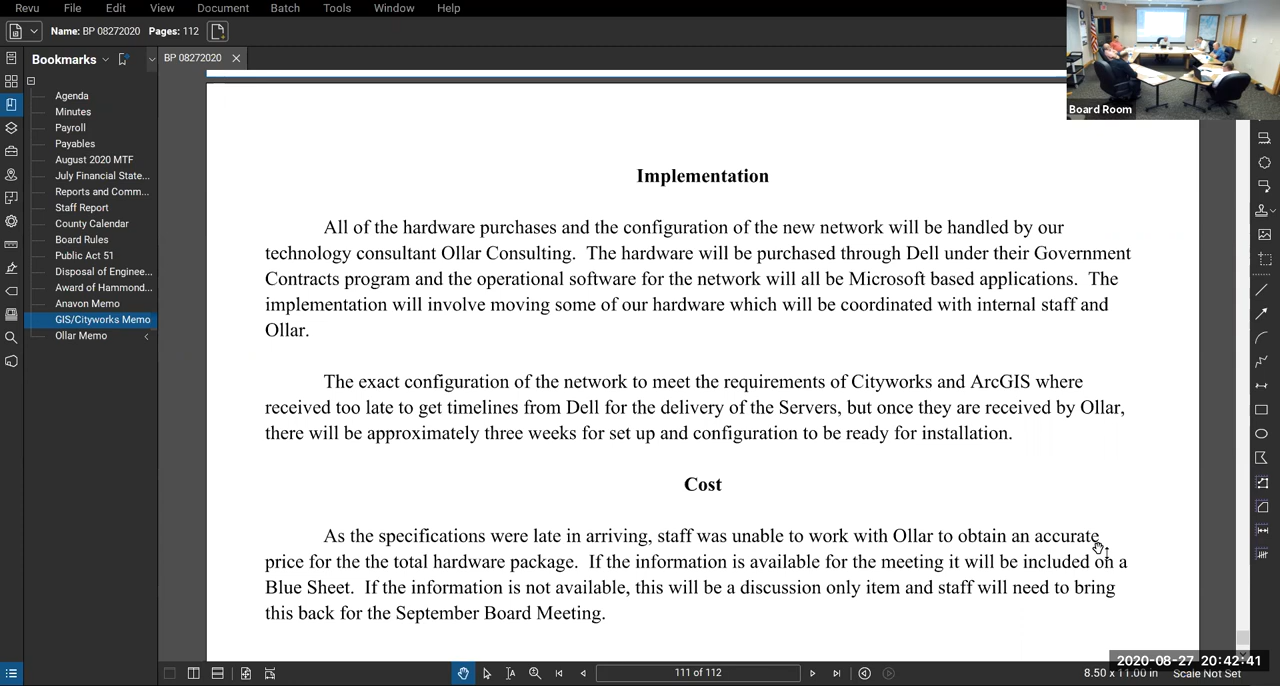 Revu File Edit View Document Batch Tools Window Help
Name: BP 08272020 Pages: 112
Bookmarks
BP 08272020
Agenda
Minutes
Payroll
Payables
August 2020 MTF
July Financial State...
Reports and Comm...
Staff Report
County Calendar
Board Rules
Public Act 51
Disposal of Enginee...
Award of Hammond...
Anavon Memo
GIS/Cityworks Memo
Ollar Memo
Board Room
Implementation
All of the hardware purchases and the configuration of the new network will be handled by our
technology consultant Ollar Consulting. The hardware will be purchased through Dell under their Government
Contracts program and the operational software for the network will all be Microsoft based applications. The
implementation will involve moving some of our hardware which will be coordinated with internal staff and
Ollar.
The exact configuration of the network to meet the requirements of Cityworks and ArcGIS where
received too late to get timelines from Dell for the delivery of the Servers, but once they are received by Ollar,
there will be approximately three weeks for set up and configuration to be ready for installation.
Cost
As the specifications were late in arriving, staff was unable to work with Ollar to obtain an accurate
price for the the total hardware package. If the information is available for the meeting it will be included on a
Blue Sheet. If the information is not available, this will be a discussion only item and staff will need to bring
this back for the September Board Meeting.
111 of 112
2020-08-27 20:42:41
8.50 x 11.00 in Scale Not Set